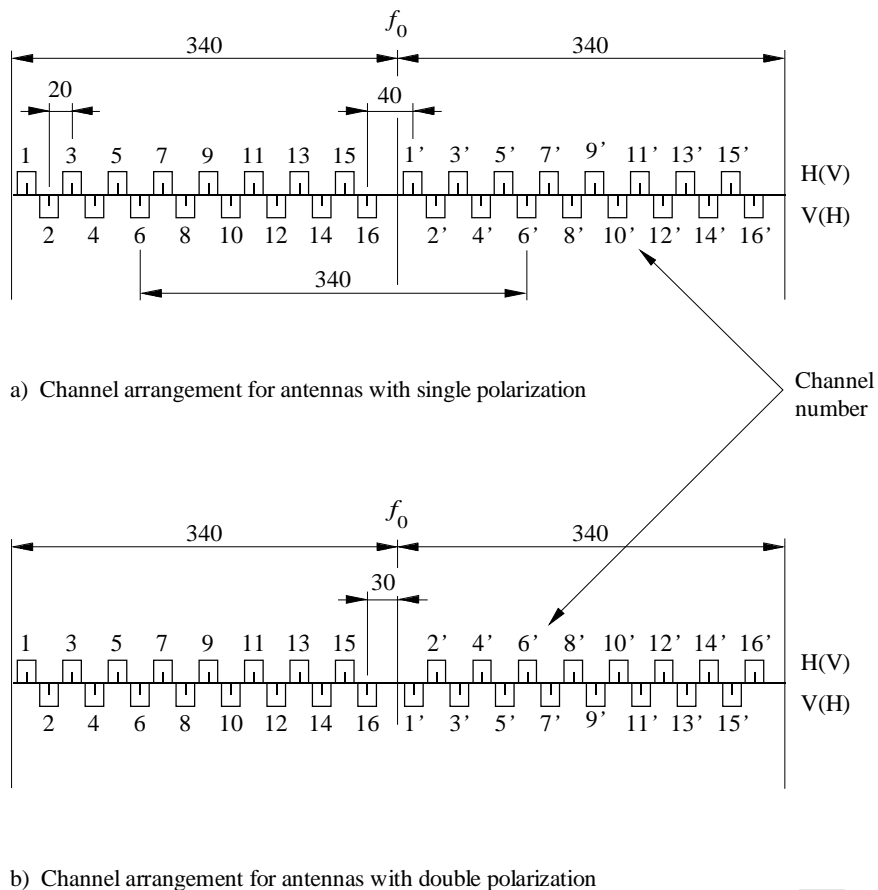 f0
340 340
20 40
1 3 5 7 9 11 13 15 1’ 3’ 5’ 7’ 9’ 11’ 13’ 15’ H(V)
2 4 6 8 10 12 14 16 2’ 4’ 6’ 8’ 10’ 12’ 14’ 16’ V(H)
340
a) Channel arrangement for antennas with single polarization
Channel
number
f0
340 340
30
1 3 5 7 9 11 13 15 2’ 4’ 6’ 8’ 10’ 12’ 14’ 16’ H(V)
2 4 6 8 10 12 14 16 1’ 3’ 5’ 7’ 9’ 11’ 13’ 15’ V(H)
b) Channel arrangement for antennas with double polarization